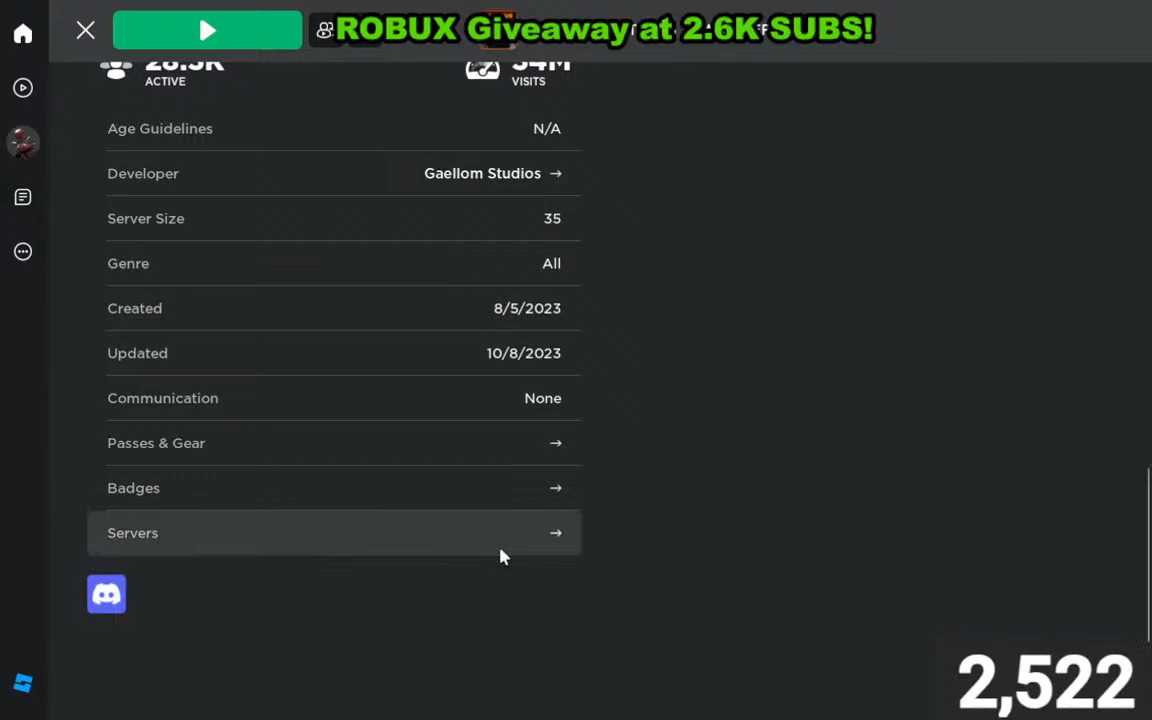 ROBUX Giveaway at 2.6K SUBS!
ACTIVE
VISITS
Age Guidelines N/A
Developer Gaellom Studios →
Server Size 35
Genre All
Created 8/5/2023
Updated 10/8/2023
Communication None
Passes & Gear →
Badges →
Servers →
2,522